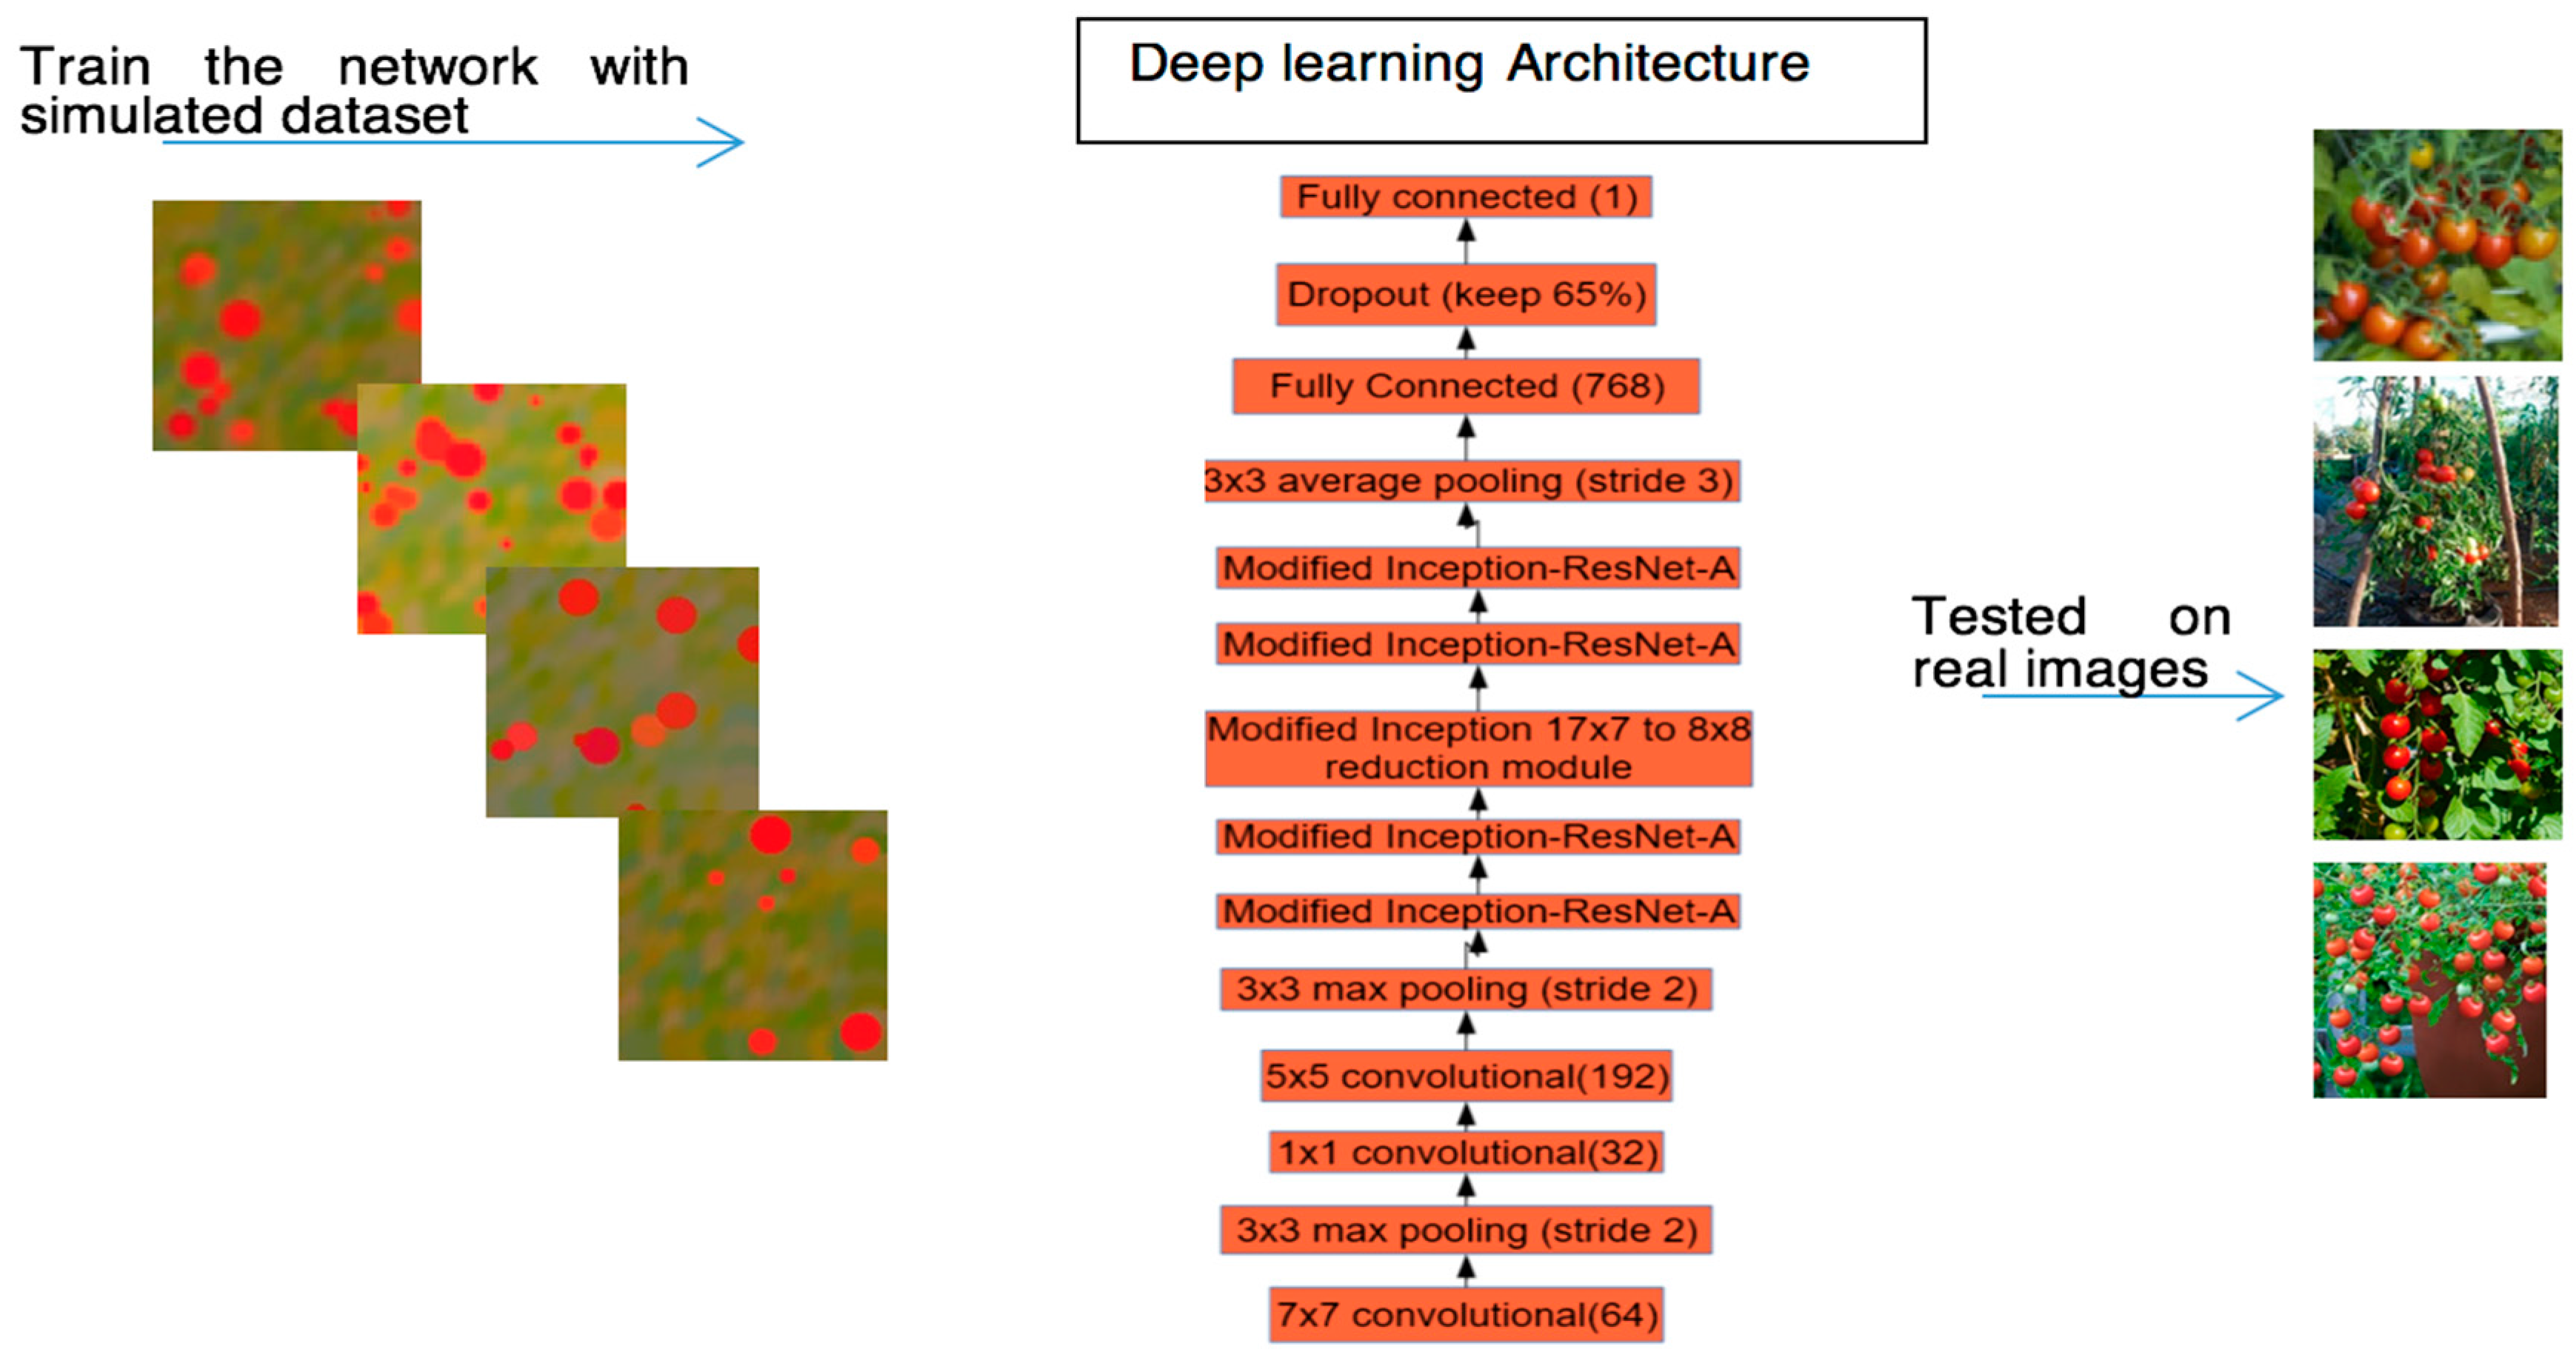 Train the network with
simulated dataset
Deep learning Architecture
Fully connected (1)
Dropout (keep 65%)
Fully Connected (768)
3x3 average pooling (stride 3)
Modified Inception-ResNet-A
Modified Inception-ResNet-A
Modified Inception 17x7 to 8x8
reduction module
Modified Inception-ResNet-A
Modified Inception-ResNet-A
3x3 max pooling (stride 2)
5x5 convolutional(192)
1x1 convolutional(32)
3x3 max pooling (stride 2)
7x7 convolutional(64)
Tested on
real images